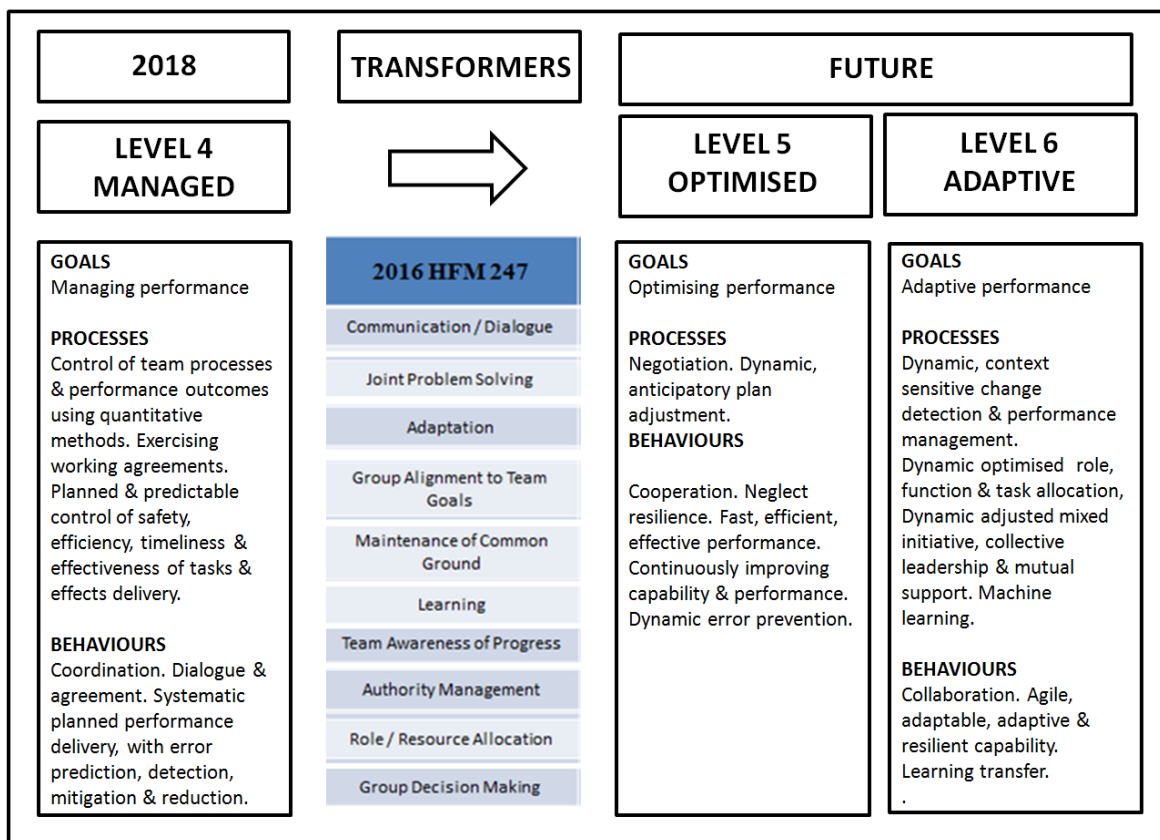 2018
TRANSFORMERS
FUTURE
LEVEL 4
MANAGED
LEVEL 5
OPTIMISED
LEVEL 6
ADAPTIVE
GOALS
Managing performance
PROCESSES
Control of team processes
& performance outcomes
using quantitative
methods. Exercising
working agreements.
Planned & predictable
control of safety,
efficiency, timeliness &
effectiveness of tasks &
effects delivery.
BEHAVIOURS
Coordination. Dialogue &
agreement. Systematic
planned performance
delivery, with error
prediction, detection,
mitigation & reduction.
2016 HFM 247
Communication / Dialogue
Joint Problem Solving
Adaptation
Group Alignment to Team
Goals
Maintenance of Common
Ground
Learning
Team Awareness of Progress
Authority Management
Role / Resource Allocation
Group Decision Making
GOALS
Optimising performance
PROCESSES
Negotiation. Dynamic,
anticipatory plan
adjustment.
BEHAVIOURS
Cooperation. Neglect
resilience. Fast, efficient,
effective performance.
Continuously improving
capability & performance.
Dynamic error prevention.
GOALS
Adaptive performance
PROCESSES
Dynamic, context
sensitive change
detection & performance
management.
Dynamic optimised role,
function & task allocation,
Dynamic adjusted mixed
initiative, collective
leadership & mutual
support. Machine
learning.
BEHAVIOURS
Collaboration. Agile,
adaptable, adaptive &
resilient capability.
Learning transfer.
.